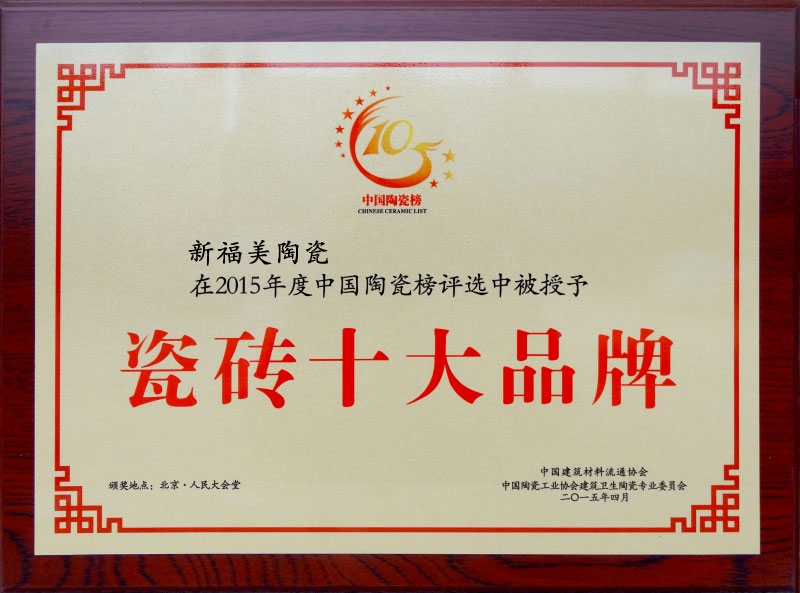 105
中国陶瓷榜
CHINESE CERAMIC LIST
新福美陶瓷
在2015年度中国陶瓷榜评选中被授予
瓷砖十大品牌
颁奖地点：北京·人民大会堂
中国建筑材料流通协会
中国陶瓷工业协会建筑卫生陶瓷专业委员会
二〇一五年四月